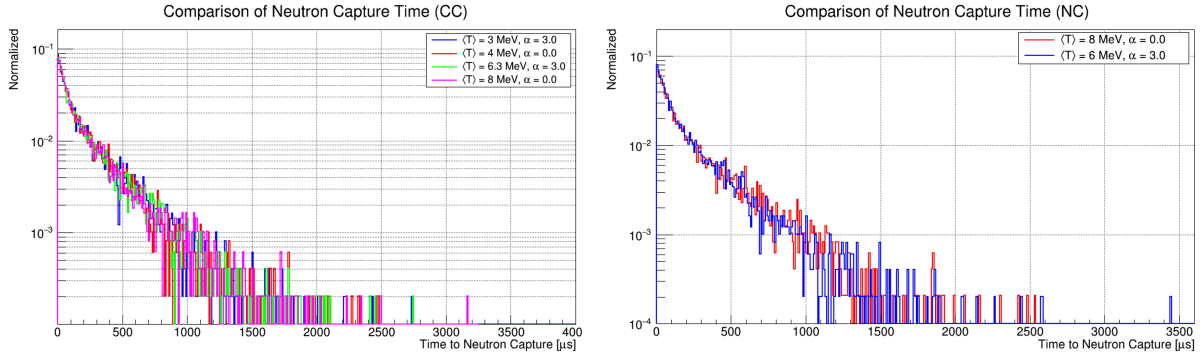 Comparison of Neutron Capture Time (CC)
Normalized
⟨T⟩ = 3 MeV, α = 3.0
⟨T⟩ = 4 MeV, α = 0.0
⟨T⟩ = 6.3 MeV, α = 3.0
⟨T⟩ = 8 MeV, α = 0.0
10⁻¹
10⁻²
10⁻³
0 500 1000 1500 2000 2500 3000 3500 400
Time to Neutron Capture [μs]
Comparison of Neutron Capture Time (NC)
Normalized
⟨T⟩ = 8 MeV, α = 0.0
⟨T⟩ = 6 MeV, α = 3.0
10⁻¹
10⁻²
10⁻³
10⁻⁴
0 500 1000 1500 2000 2500 3000 3500
Time to Neutron Capture [μs]